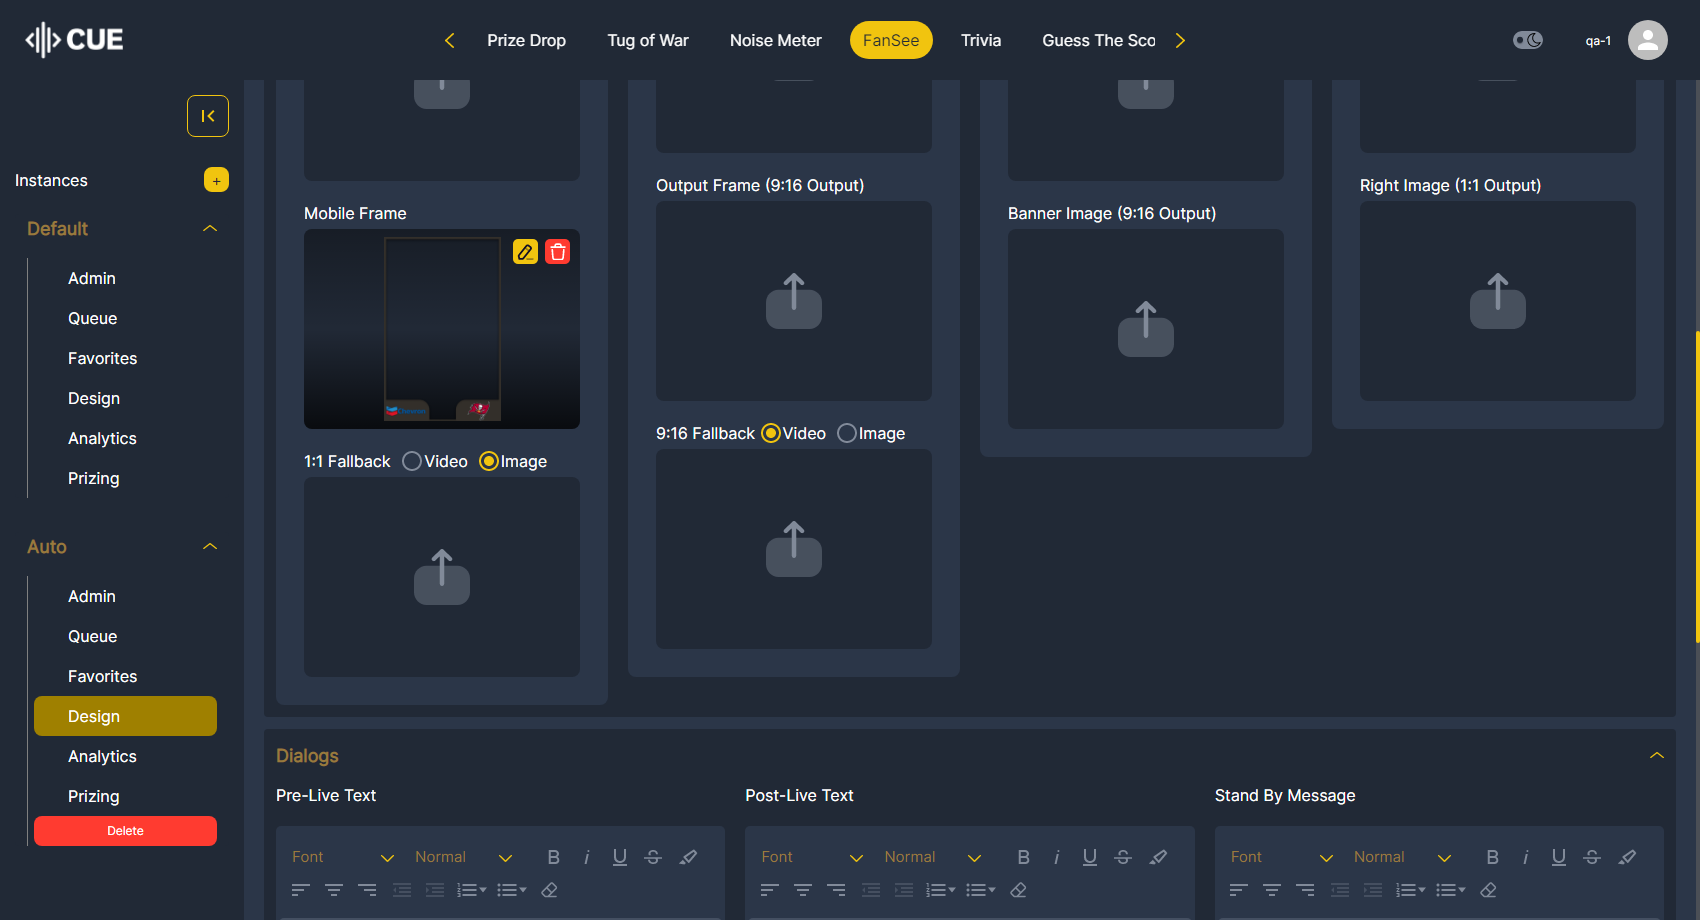 CUE
Prize Drop
Tug of War
Noise Meter
FanSee
Trivia
Guess The Sco
qa-1
Instances
+
Default
Admin
Queue
Favorites
Design
Analytics
Prizing
Auto
Admin
Queue
Favorites
Design
Analytics
Prizing
Delete
Mobile Frame
1:1 Fallback Video Image
Output Frame (9:16 Output)
9:16 Fallback Video Image
Banner Image (9:16 Output)
Right Image (1:1 Output)
Dialogs
Pre-Live Text
Font Normal B i U S
Post-Live Text
Font Normal B i U S
Stand By Message
Font Normal B i U S